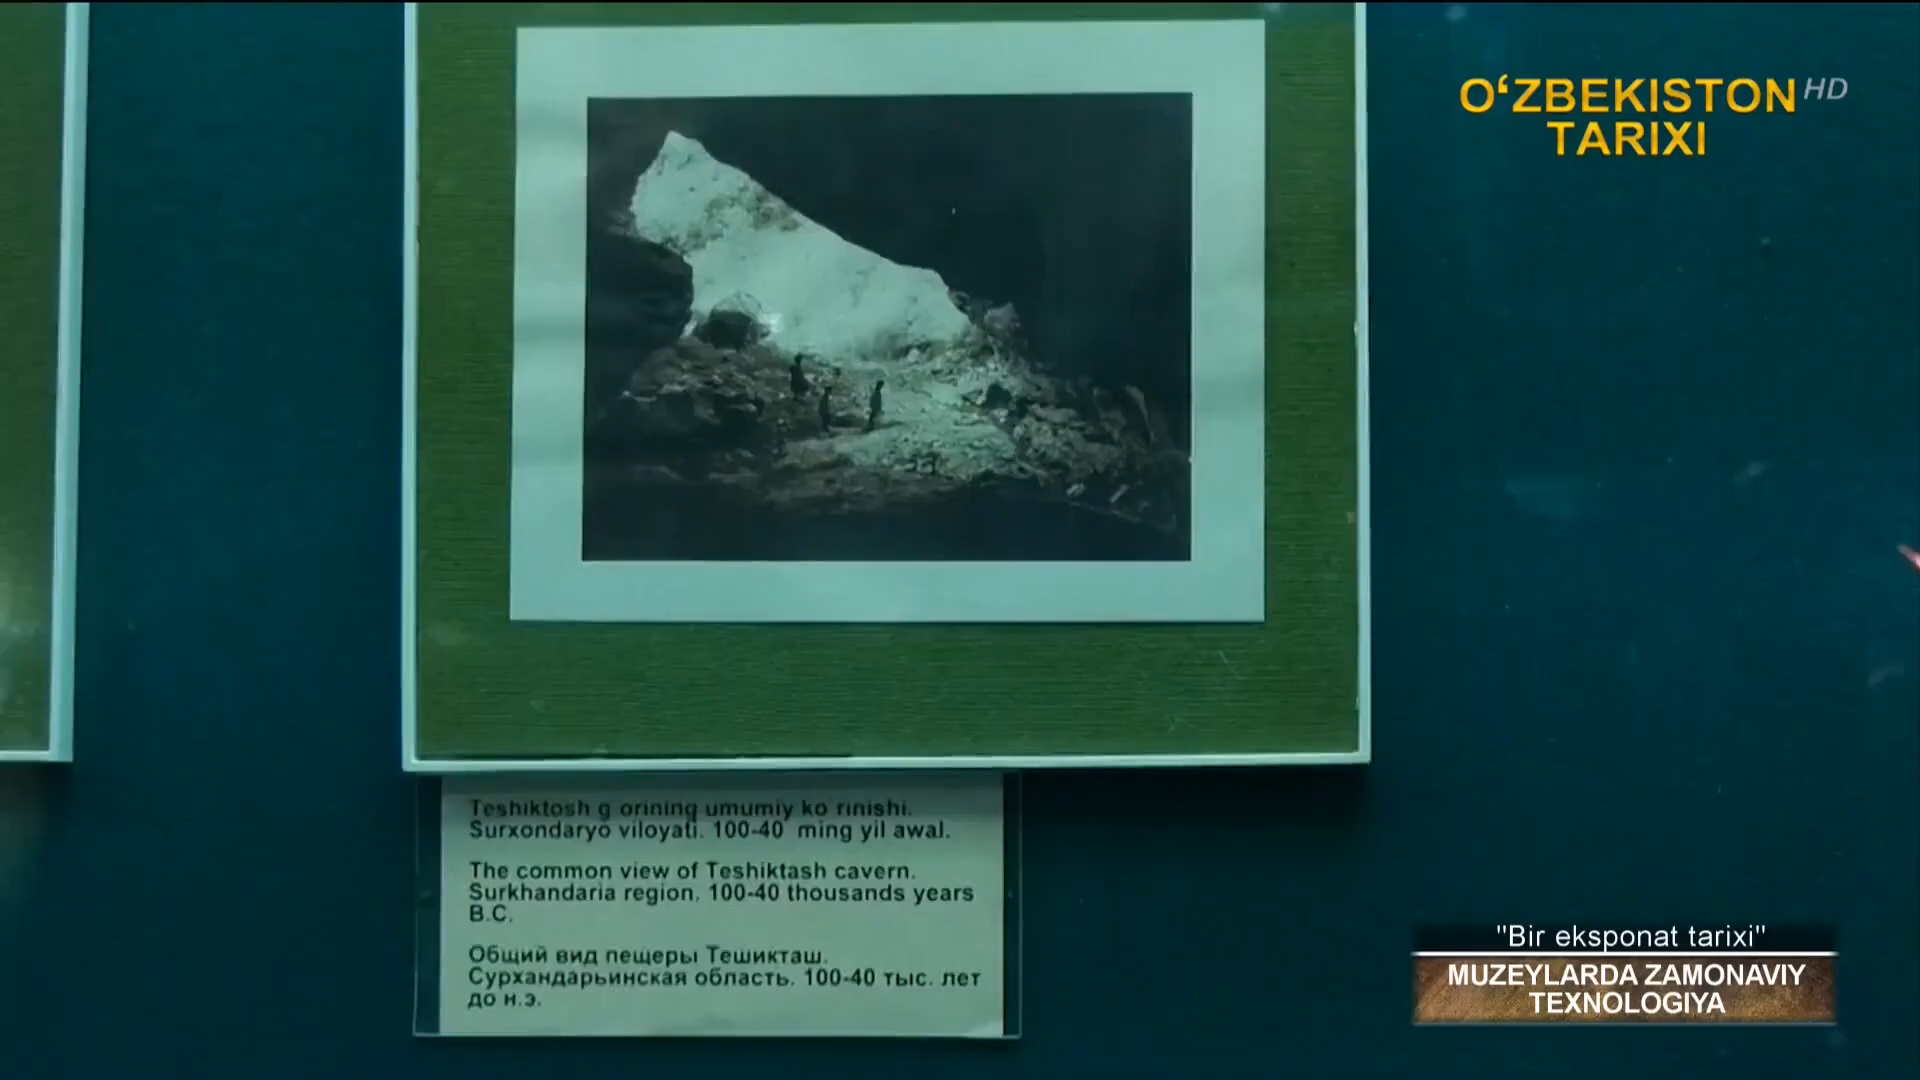 O‘ZBEKISTON HD
TARIXI
Teshiktosh g orining umumiy ko rinishi.
Surxondaryo viloyati. 100-40 ming yil awal.
The common view of Teshiktash cavern.
Surkhandaria region. 100-40 thousands years
B.C.
Общий вид пещеры Тешикташ.
Сурхандарьинская область. 100-40 тыс. лет
до н.э.
"Bir eksponat tarixi"
MUZEYLARDA ZAMONAVIY
TEXNOLOGIYA